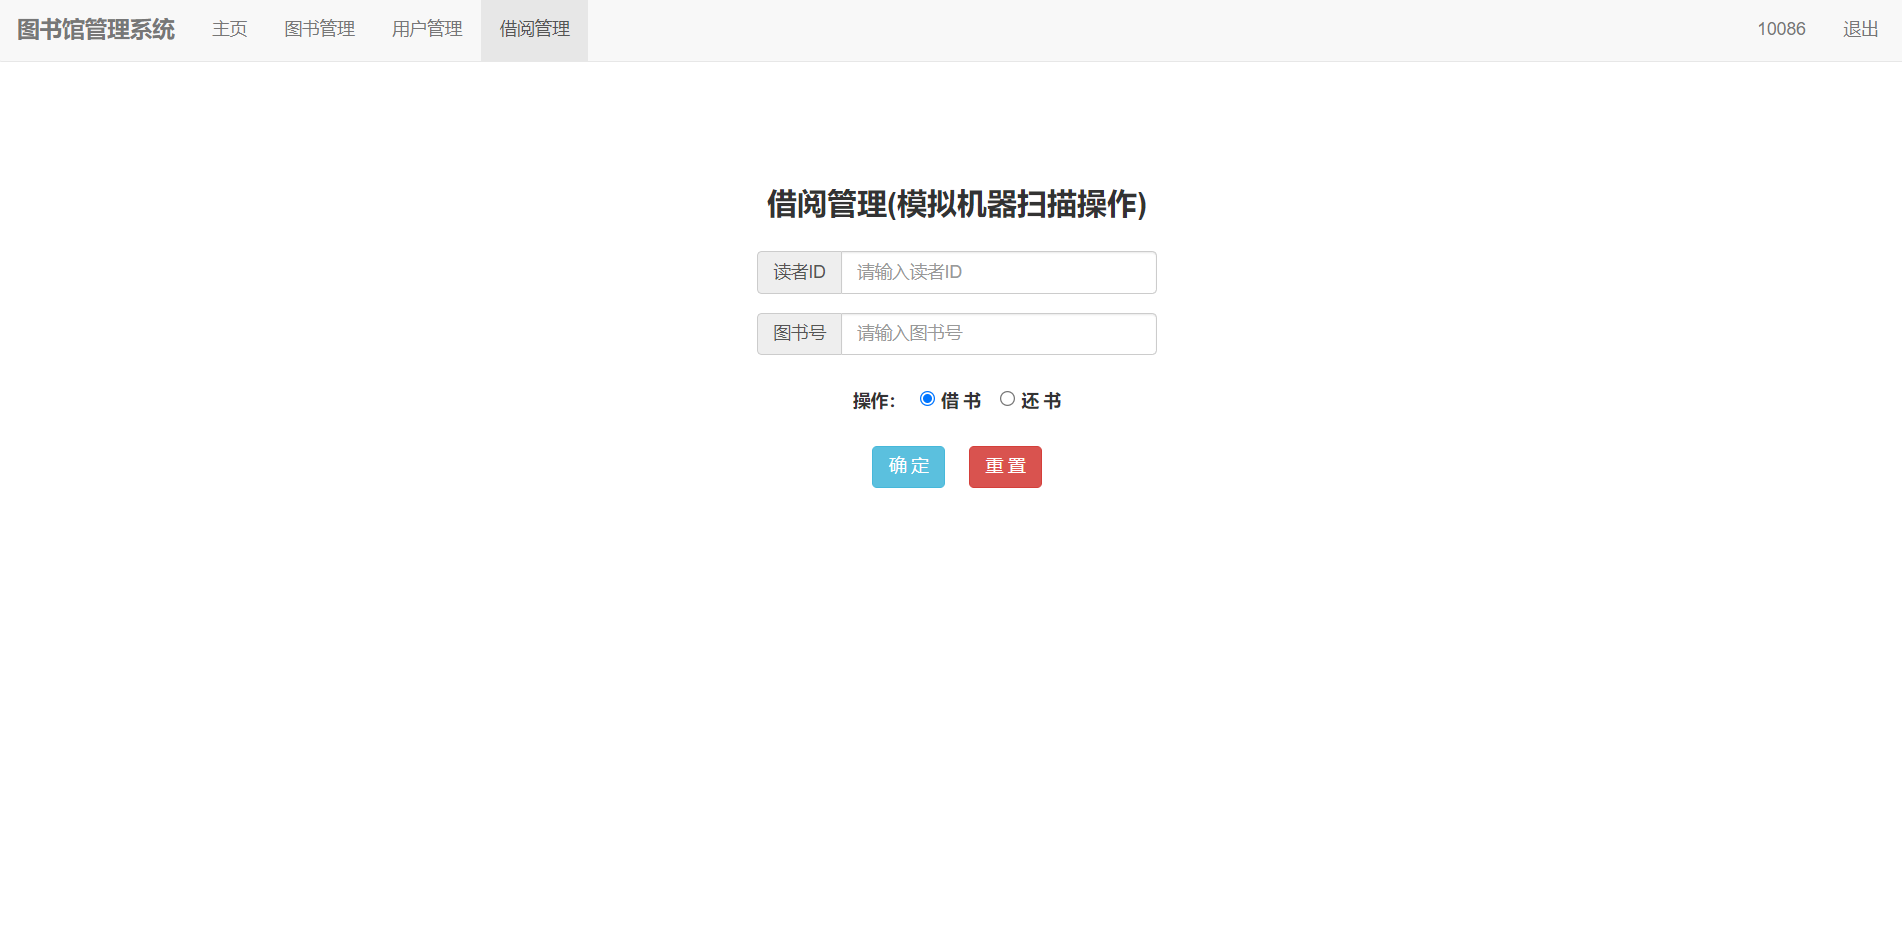 图书馆管理系统 主页 图书管理 用户管理 借阅管理 10086 退出
借阅管理(模拟机器扫描操作)
读者ID 请输入读者ID
图书号 请输入图书号
操作： 借 书 还 书
确 定 重 置